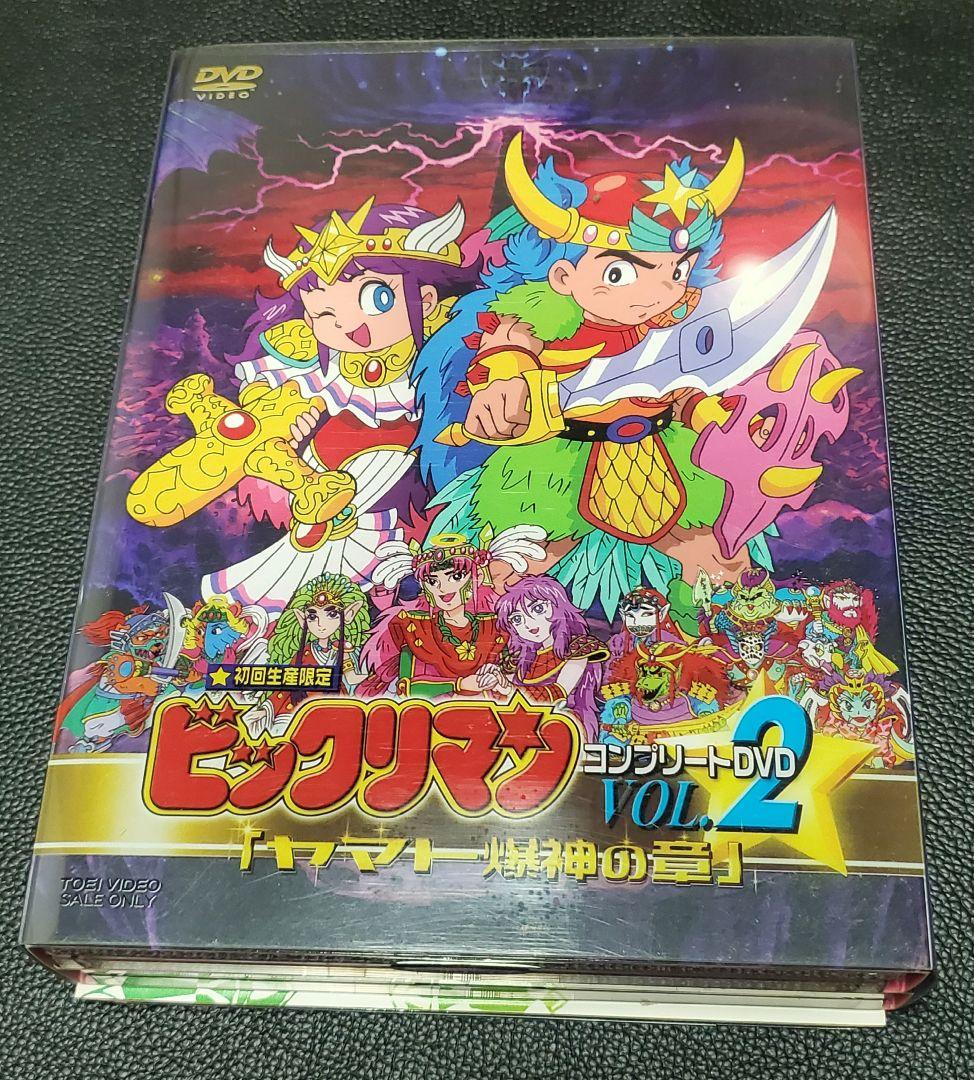 DVD
VIDEO
★初回生産限定
ビックリマン
コンプリートDVD
VOL.2
「ヤマト爆神の章」
TOEI VIDEO
SALE ONLY